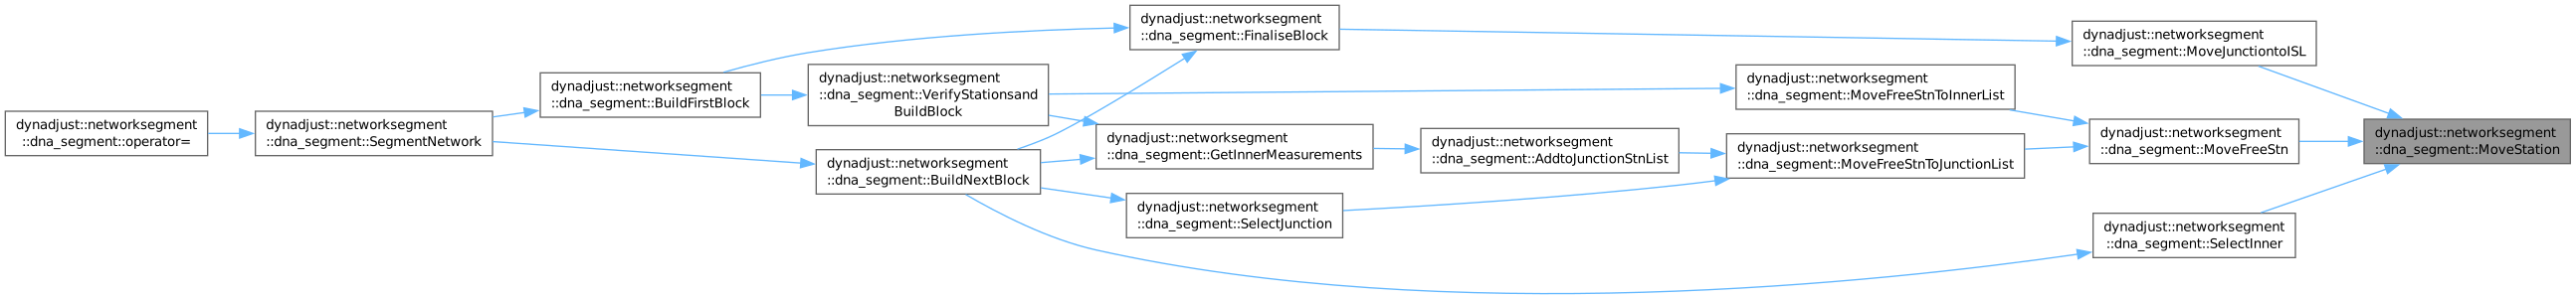 dynadjust::networksegment
::dna_segment::operator=
dynadjust::networksegment
::dna_segment::SegmentNetwork
dynadjust::networksegment
::dna_segment::BuildFirstBlock
dynadjust::networksegment
::dna_segment::VerifyStationsand
BuildBlock
dynadjust::networksegment
::dna_segment::BuildNextBlock
dynadjust::networksegment
::dna_segment::FinaliseBlock
dynadjust::networksegment
::dna_segment::GetInnerMeasurements
dynadjust::networksegment
::dna_segment::SelectJunction
dynadjust::networksegment
::dna_segment::AddtoJunctionStnList
dynadjust::networksegment
::dna_segment::MoveFreeStnToInnerList
dynadjust::networksegment
::dna_segment::MoveFreeStnToJunctionList
dynadjust::networksegment
::dna_segment::MoveJunctiontoISL
dynadjust::networksegment
::dna_segment::MoveFreeStn
dynadjust::networksegment
::dna_segment::SelectInner
dynadjust::networksegment
::dna_segment::MoveStation